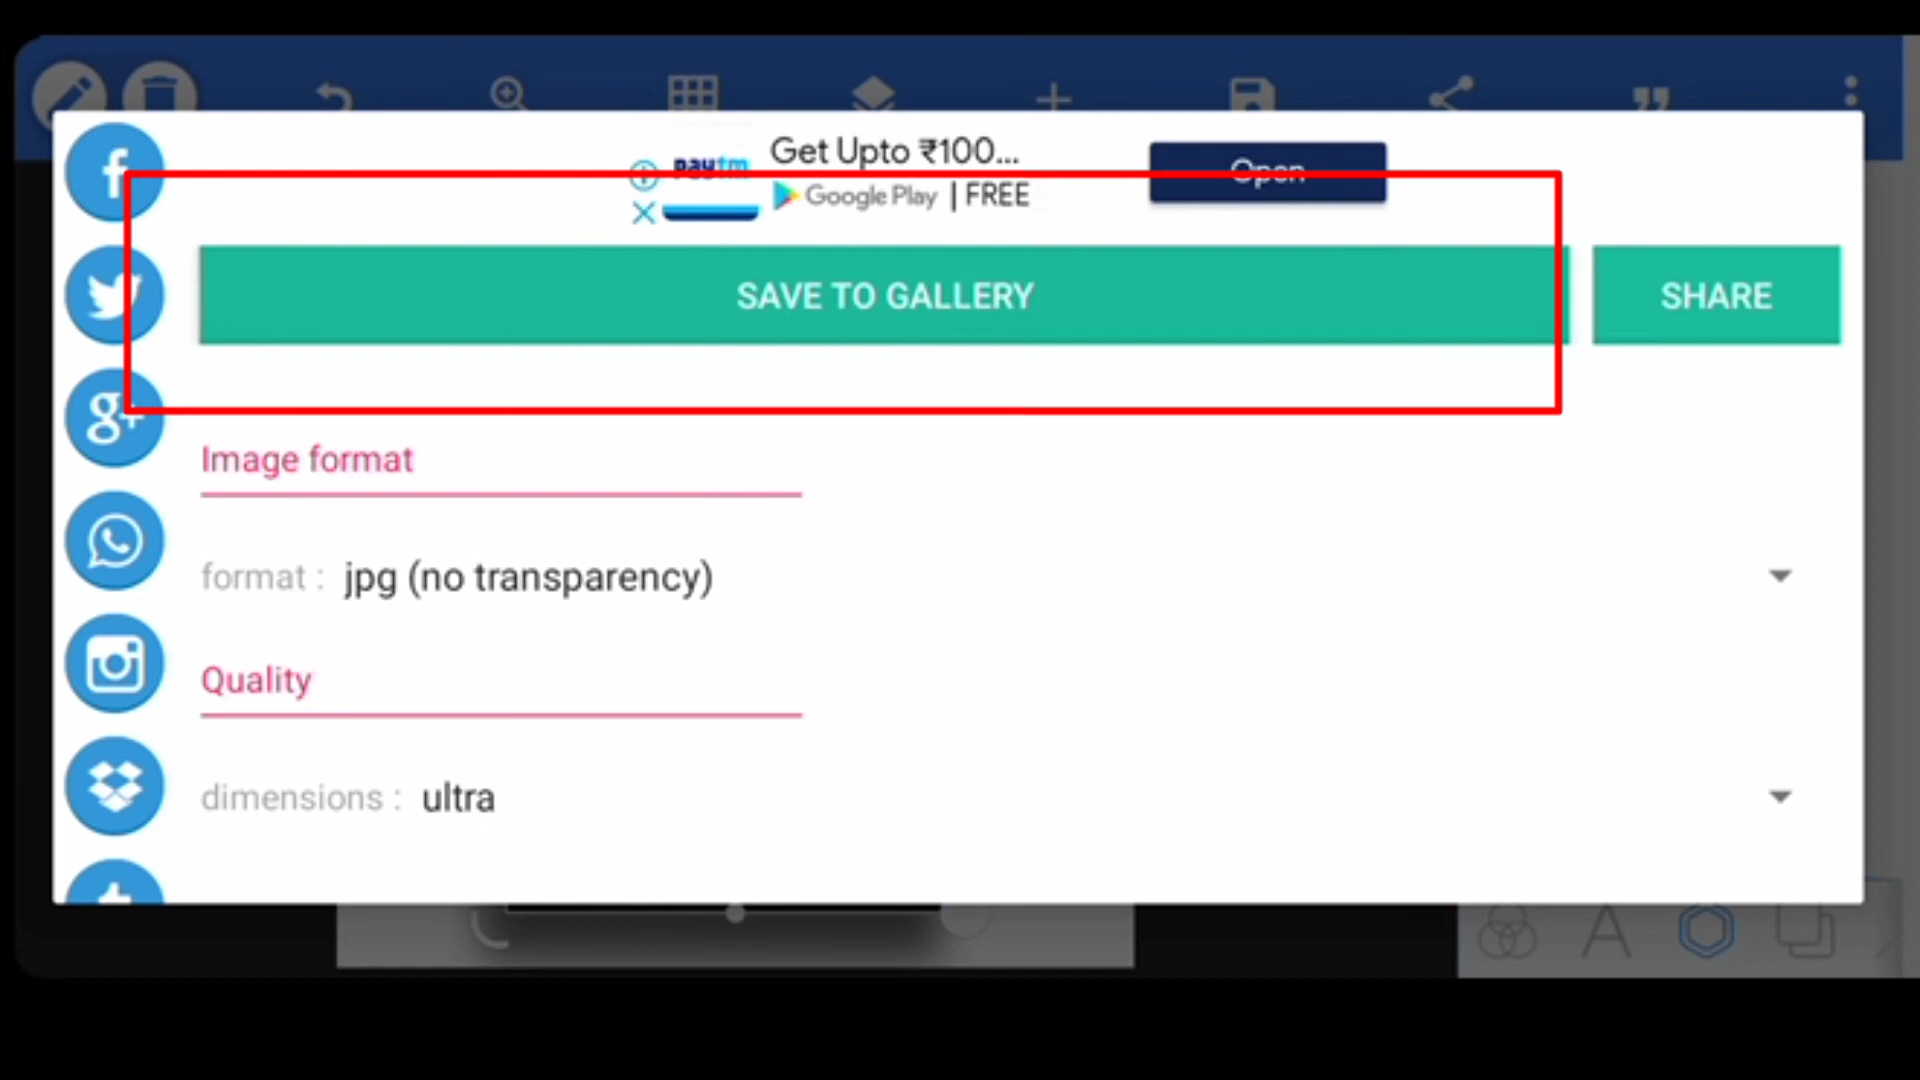 Get Upto ₹100...
paytm
Google Play | FREE
Open
SAVE TO GALLERY
SHARE
Image format
format : jpg (no transparency)
Quality
dimensions : ultra